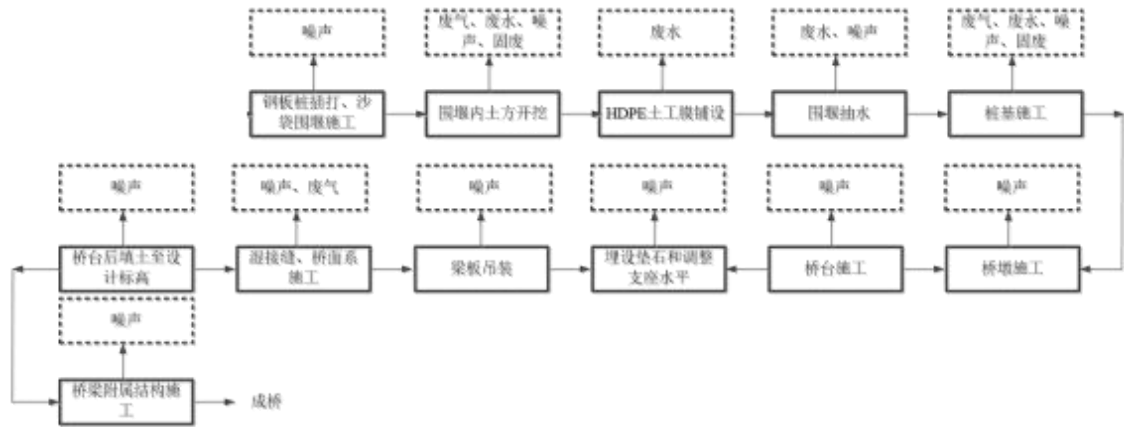 噪声
废气、废水、噪
声、固废
废水
废水、噪声
废气、废水、噪
声、固废
钢板桩插打、沙
袋围堰施工
围堰内土方开挖
HDPE土工膜铺设
围堰抽水
桩基施工
噪声
噪声、废气
噪声
噪声
噪声
噪声
桥台后填土至设
计标高
湿接缝、桥面系
施工
梁板吊装
埋设垫石和调整
支座水平
桥台施工
桥墩施工
噪声
桥梁附属结构施
工
成桥